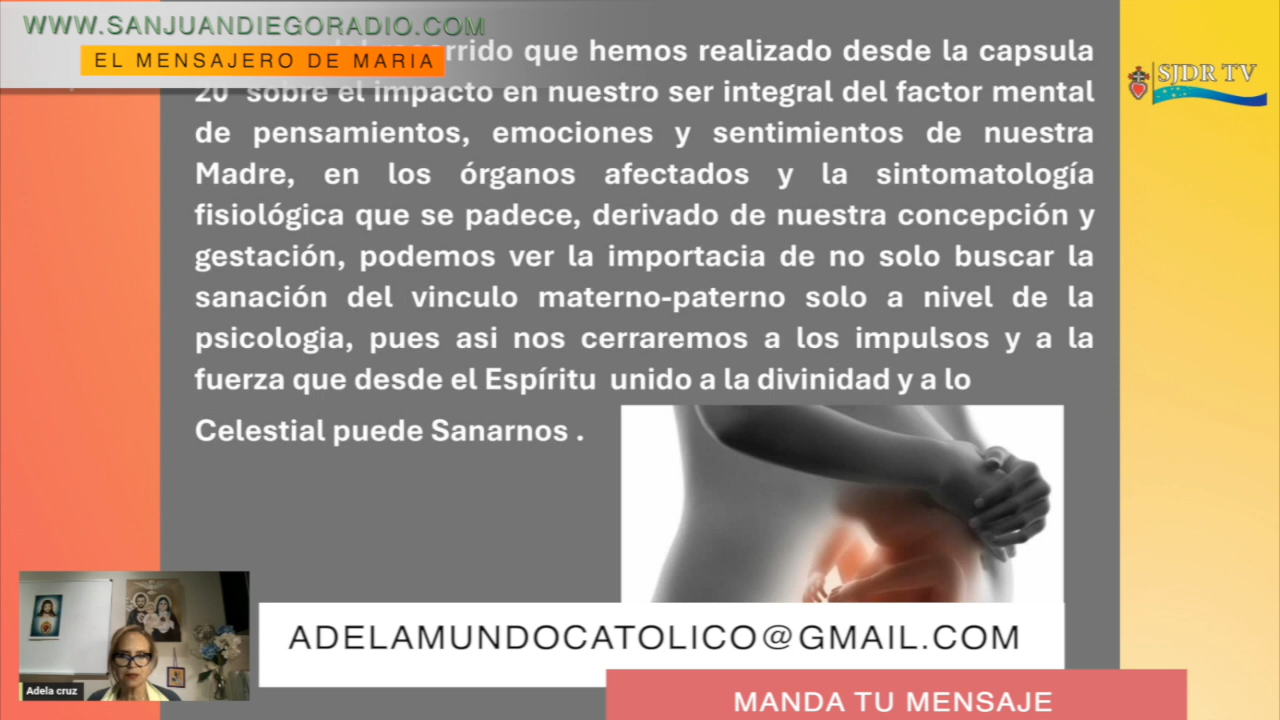 WWW.SANJUANDIEGORADIO.COM
EL MENSAJERO DE MARIA
SJDR TV
que hemos realizado desde la capsula
20 sobre el impacto en nuestro ser integral del factor mental
de pensamientos, emociones y sentimientos de nuestra
Madre, en los órganos afectados y la sintomatología
fisiológica que se padece, derivado de nuestra concepción y
gestación, podemos ver la importacia de no solo buscar la
sanación del vinculo materno-paterno solo a nivel de la
psicologia, pues asi nos cerraremos a los impulsos y a la
fuerza que desde el Espíritu unido a la divinidad y a lo
Celestial puede Sanarnos .
Adela cruz
ADELAMUNDOCATOLICO@GMAIL.COM
MANDA TU MENSAJE